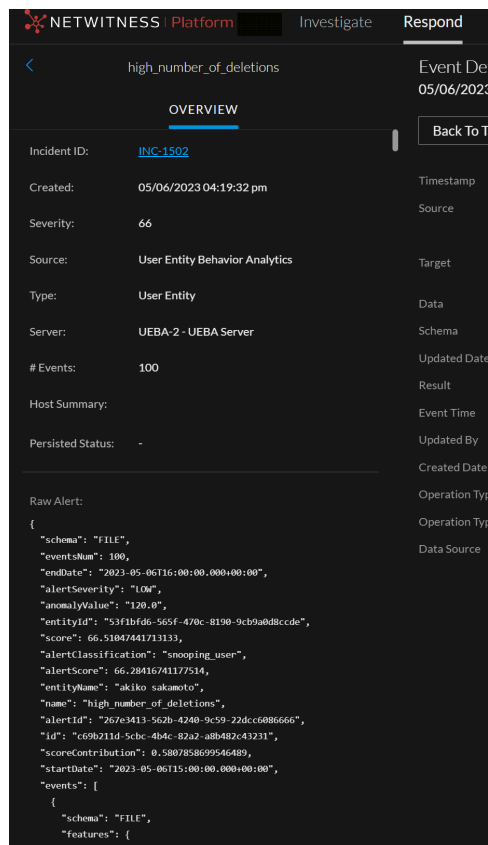 NETWITNESS | Platform Investigate Respond
high_number_of_deletions
OVERVIEW
Incident ID: INC-1502
Created: 05/06/2023 04:19:32 pm
Severity: 66
Source: User Entity Behavior Analytics
Type: User Entity
Server: UEBA-2 - UEBA Server
# Events: 100
Host Summary:
Persisted Status: -
Raw Alert:
{
"schema": "FILE",
"eventsNum": 100,
"endDate": "2023-05-06T16:00:00.000+00:00",
"alertSeverity": "LOW",
"anomalyValue": "120.0",
"entityId": "53f1bfd6-565f-470c-8190-9cb9a0d8ccde",
"score": 66.51047441713133,
"alertClassification": "snooping_user",
"alertScore": 66.28416741177514,
"entityName": "akiko sakamoto",
"name": "high_number_of_deletions",
"alertId": "267e3413-562b-4240-9c59-22dcc6086666",
"id": "c69b211d-5cbc-4b4c-82a2-a8b482c43231",
"scoreContribution": 0.5807858699546489,
"startDate": "2023-05-06T15:00:00.000+00:00",
"events": [
{
"schema": "FILE",
"features": {
Event De
05/06/2023
Back To T
Timestamp
Source
Target
Data
Schema
Updated Date
Result
Event Time
Updated By
Created Date
Operation Typ
Operation Typ
Data Source